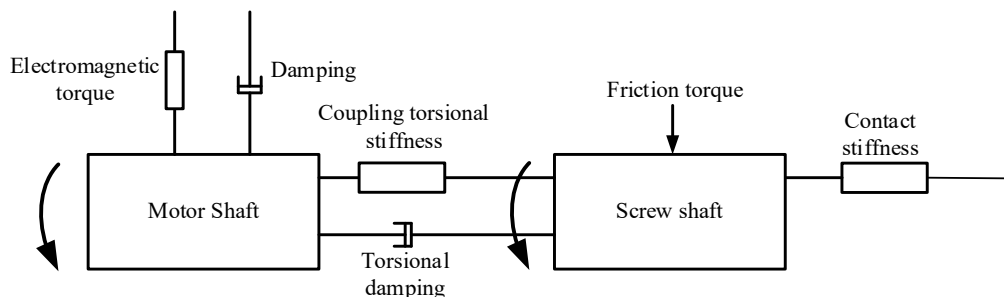 Electromagnetic
torque
Damping
Coupling torsional
stiffness
Friction torque
Contact
stiffness
Motor Shaft
Screw shaft
Torsional
damping